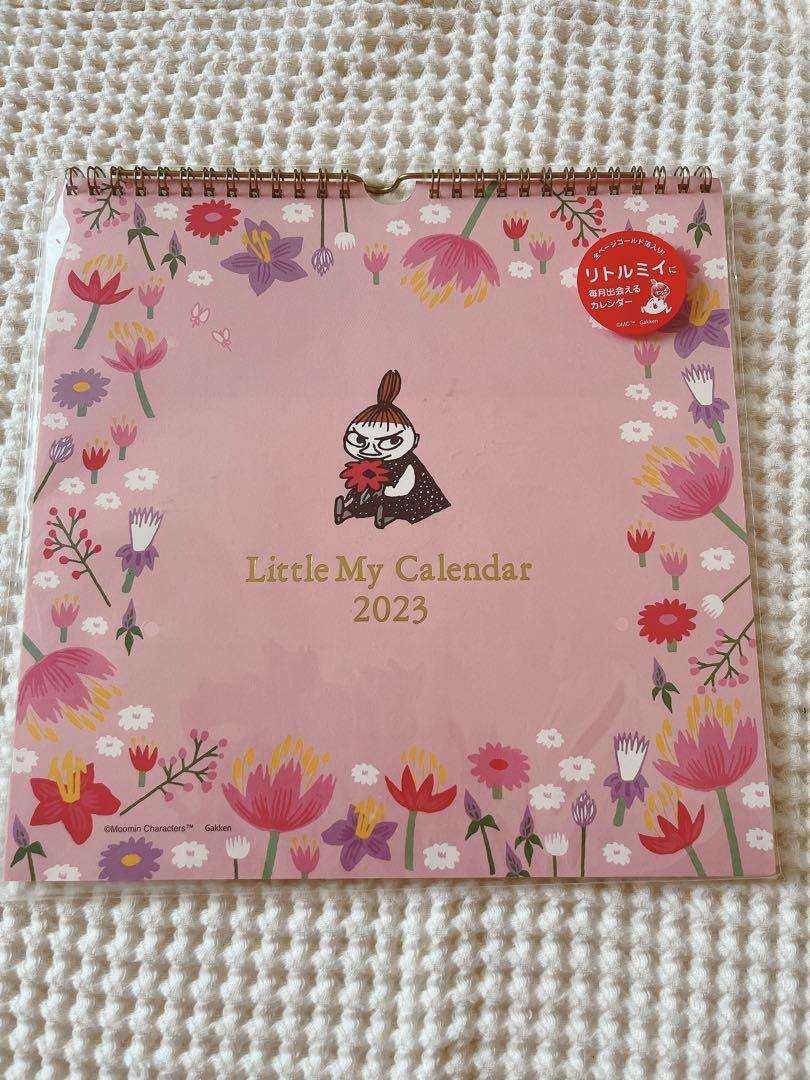 全ページゴールド箔入り!
リトルミイに
毎月出会える
カレンダー
©MC™ Gakken
Little My Calendar
2023
©Moomin Characters™ Gakken